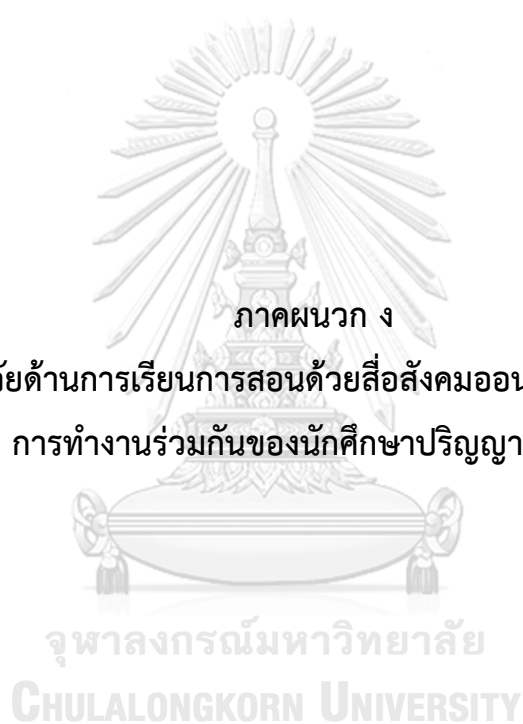 ภาคผนวก ง
ัยด้านการเรียนการสอนด้วยสื่อสังคมออน
การทำงานร่วมกันของนักศึกษาปริญญา
จุฬาลงกรณ์มหาวิทยาลัย
CHULALONGKORN UNIVERSITY